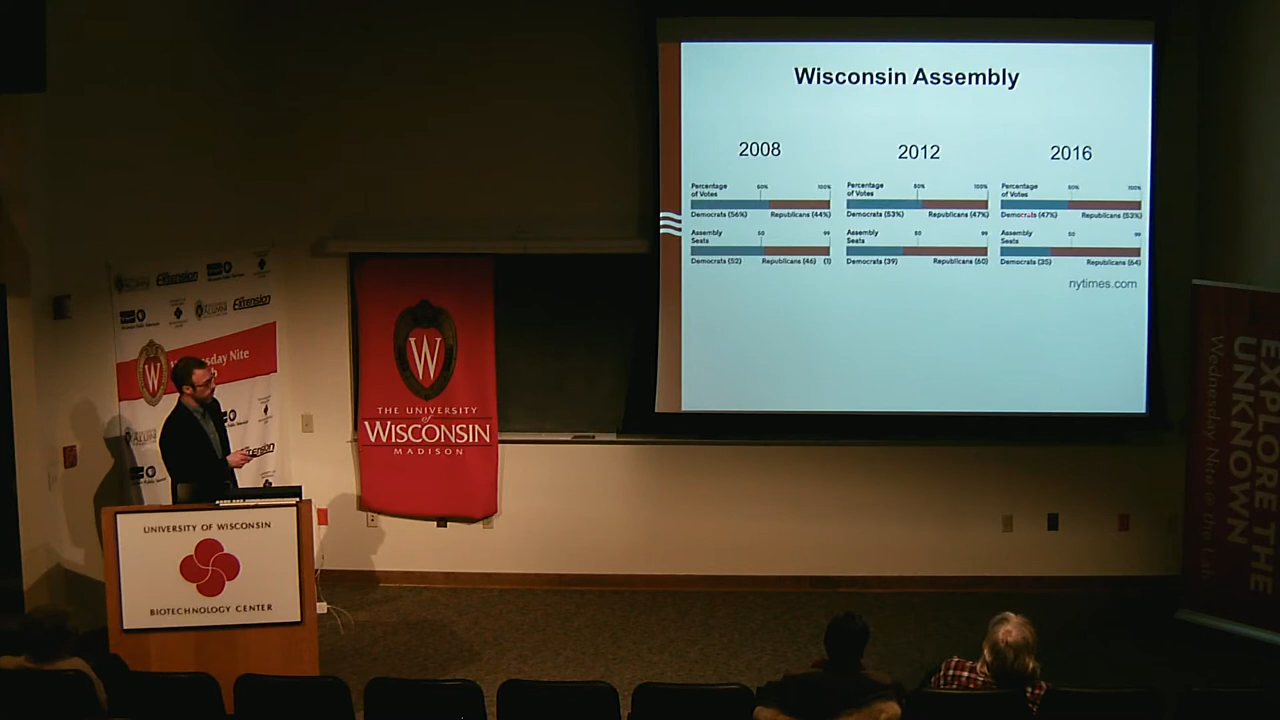 Wisconsin Assembly
2008
Percentage
of Votes
50%
100%
Democrats (56%)
Republicans (44%)
Assembly
Seats
50
99
Democrats (52)
Republicans (46)
(1)
2012
Percentage
of Votes
50%
100%
Democrats (53%)
Republicans (47%)
Assembly
Seats
50
99
Democrats (39)
Republicans (60)
2016
Percentage
of Votes
50%
100%
Democrats (47%)
Republicans (53%)
Assembly
Seats
50
99
Democrats (35)
Republicans (64)
nytimes.com
Extension
Extension
sday Nite
W
W
THE UNIVERSITY
of
WISCONSIN
MADISON
UNIVERSITY OF WISCONSIN
BIOTECHNOLOGY CENTER
EXPLORE THE
UNKNOWN
Wednesday Nite @ the Lab